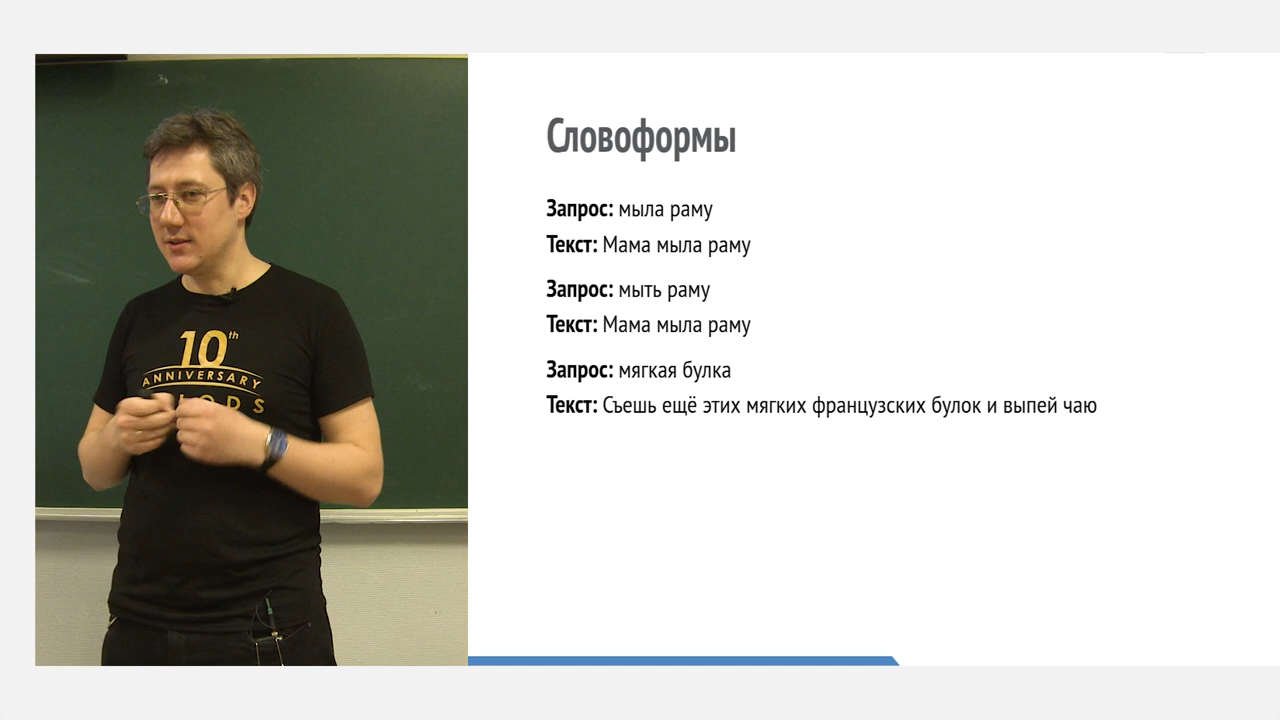 10th
ANNIVERSARY
Словоформы
Запрос: мыла раму
Текст: Мама мыла раму
Запрос: мыть раму
Текст: Мама мыла раму
Запрос: мягкая булка
Текст: Съешь ещё этих мягких французских булок и выпей чаю